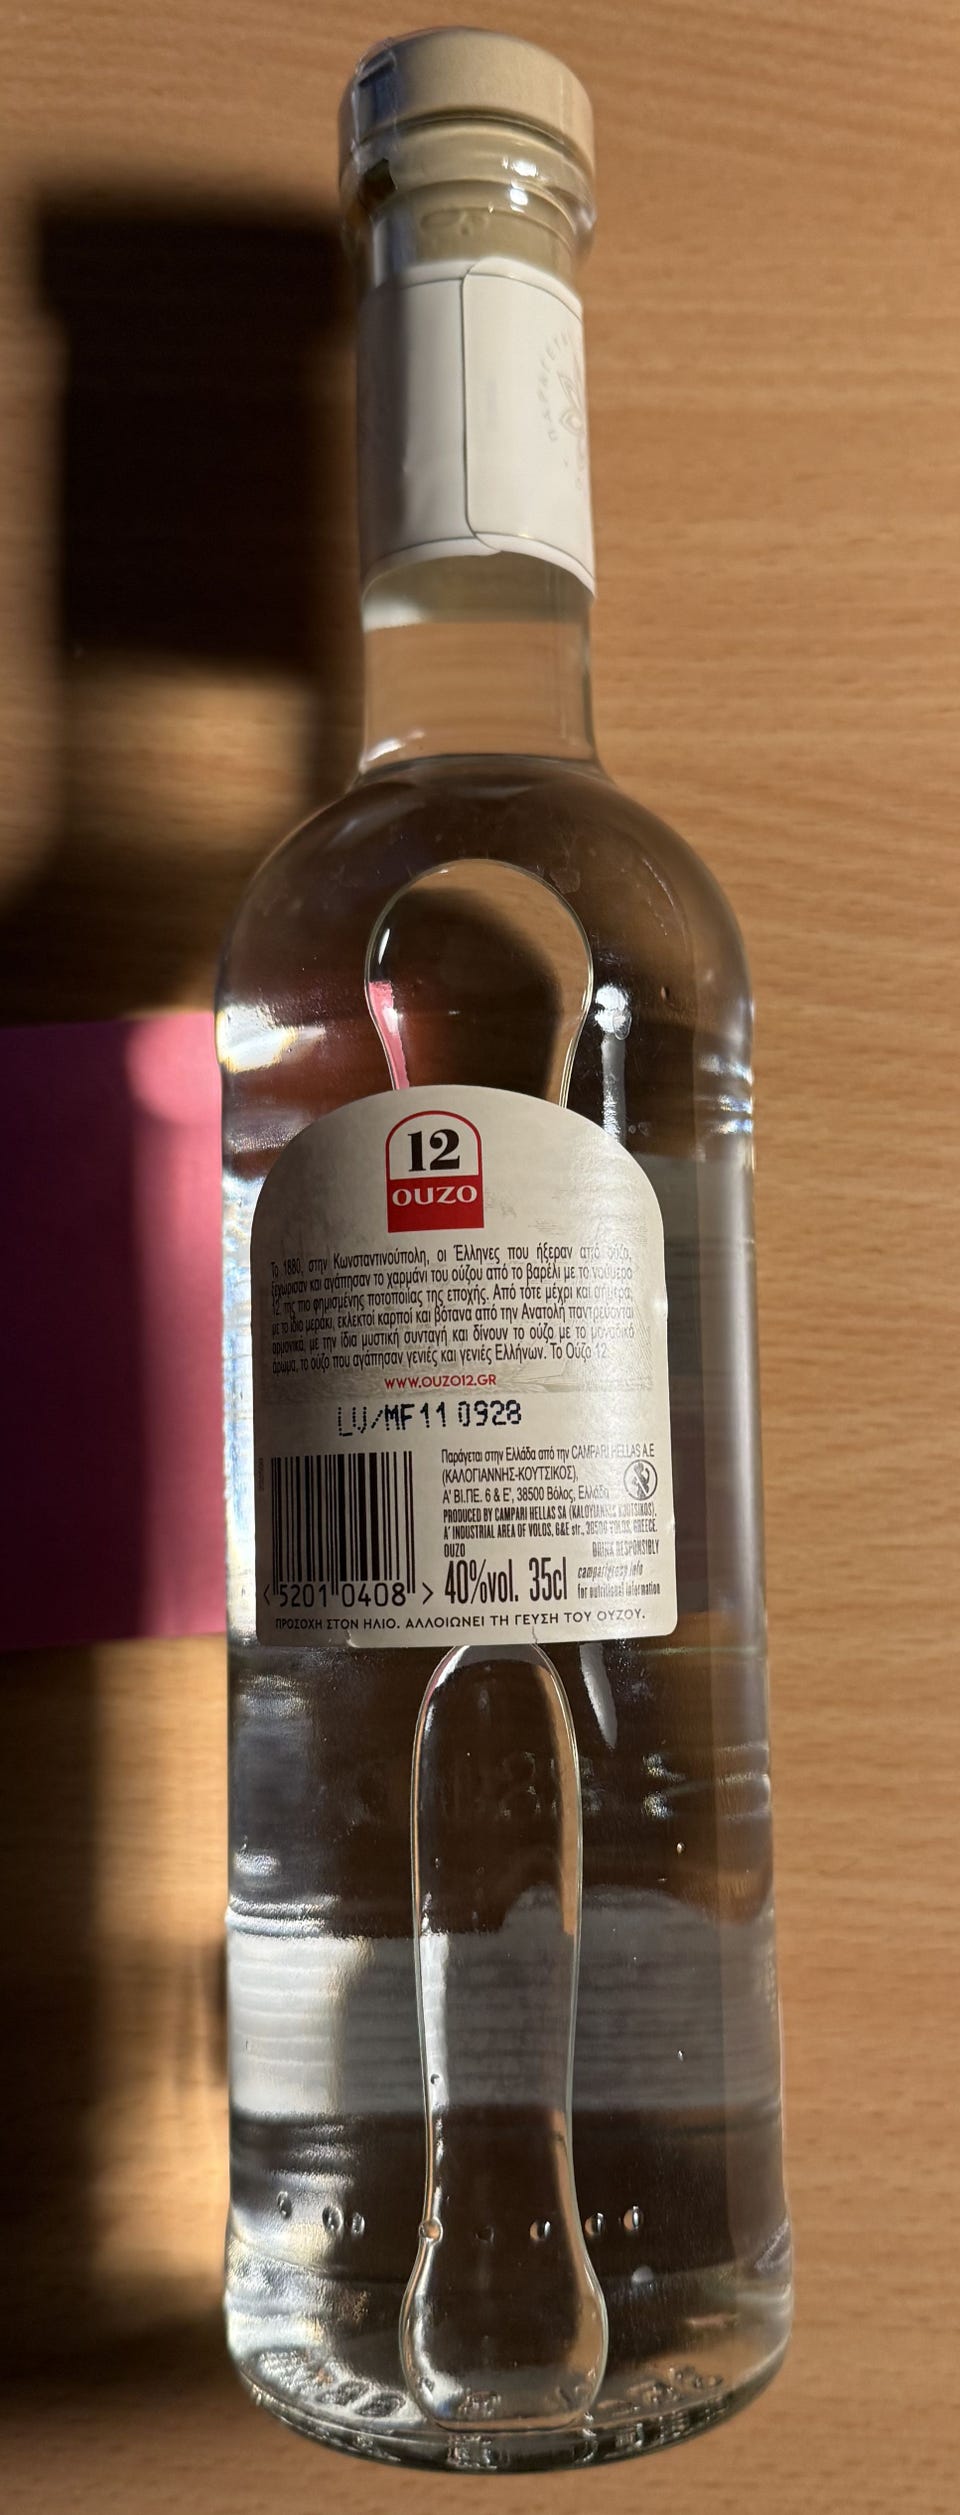 ΠΑΡΑΓΕΤΑΙ
12
OUZO
Το 1880, στην Κωνσταντινούπολη, οι Έλληνες που ήξεραν από ούζο,
ξεχώρισαν και αγάπησαν το χαρμάνι του ούζου από το βαρέλι με το νούμερο
12, της πιο φημισμένης ποτοποιίας της εποχής. Από τότε μέχρι και σήμερα,
με το ίδιο μεράκι, εκλεκτοί καρποί και βότανα από την Ανατολή παντρεύονται
αρμονικά, με την ίδια μυστική συνταγή και δίνουν το ούζο με το μοναδικό
άρωμα, το ούζο που αγάπησαν γενιές και γενιές Ελλήνων. Το Ούζο 12.
WWW.OUZO12.GR
LU/MF11 0928
Παράγεται στην Ελλάδα από την CAMPARI HELLAS A.E
(ΚΑΛΟΓΙΑΝΝΗΣ-ΚΟΥΤΣΙΚΟΣ),
Α' ΒΙ.ΠΕ. 6 & Ε', 38500 Βόλος, Ελλάδα
PRODUCED BY CAMPARI HELLAS SA (KALOYIANNIS KOUTSIKOS),
A' INDUSTRIAL AREA OF VOLOS, 6&E str., 38500 VOLOS, GREECE.
OUZO DRINK RESPONSIBLY
40%vol. 35cl
camparigroup.info
for nutritional information
<5201 0408>
ΠΡΟΣΟΧΗ ΣΤΟΝ ΗΛΙΟ. ΑΛΛΟΙΩΝΕΙ ΤΗ ΓΕΥΣΗ ΤΟΥ ΟΥΖΟΥ.